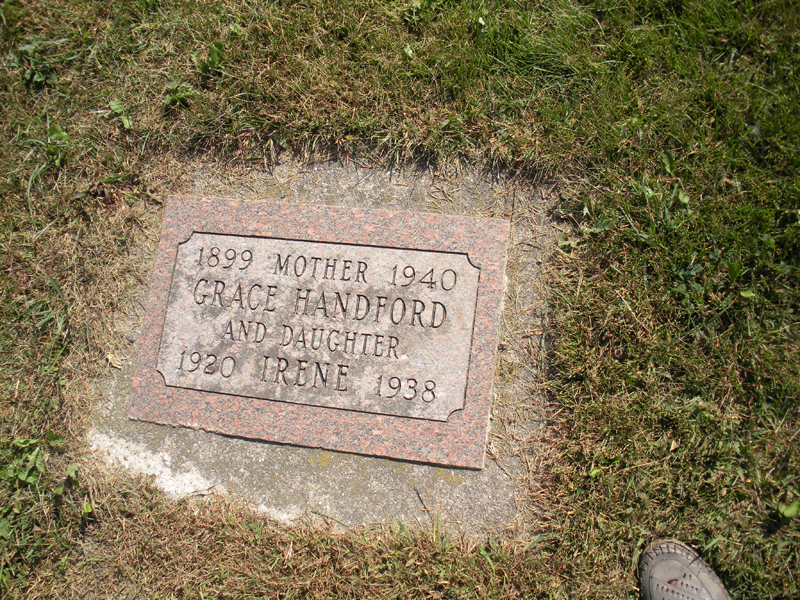 1899 MOTHER 1940
GRACE HANDFORD
AND DAUGHTER
1920 IRENE 1938